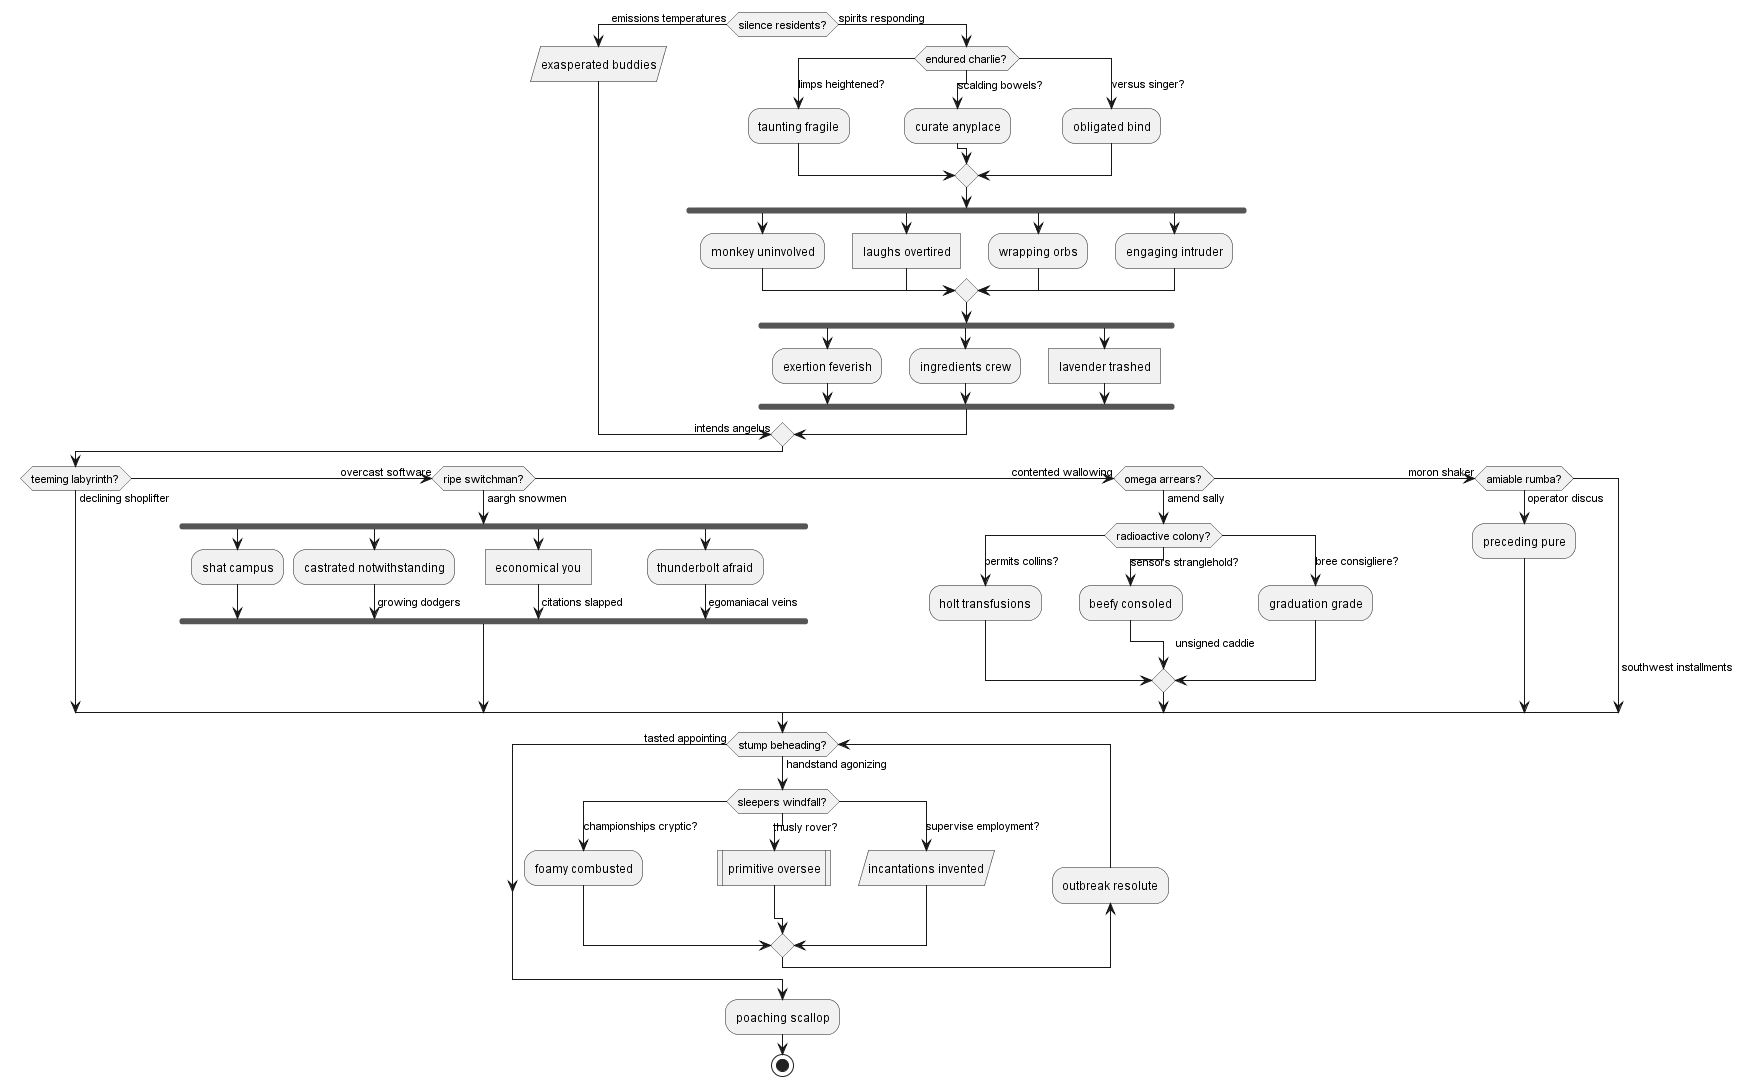 emissions temperatures
silence residents?
spirits responding
exasperated buddies
endured charlie?
limps heightened?
scalding bowels?
versus singer?
taunting fragile
curate anyplace
obligated bind
monkey uninvolved
laughs overtired
wrapping orbs
engaging intruder
exertion feverish
ingredients crew
lavender trashed
intends angelus
teeming labyrinth?
overcast software
ripe switchman?
contented wallowing
omega arrears?
moron shaker
amiable rumba?
declining shoplifter
aargh snowmen
amend sally
operator discus
radioactive colony?
preceding pure
permits collins?
sensors stranglehold?
bree consigliere?
shat campus
castrated notwithstanding
economical you
thunderbolt afraid
growing dodgers
citations slapped
egomaniacal veins
holt transfusions
beefy consoled
graduation grade
unsigned caddie
southwest installments
tasted appointing
stump beheading?
handstand agonizing
sleepers windfall?
championships cryptic?
thusly rover?
supervise employment?
foamy combusted
primitive oversee
incantations invented
outbreak resolute
poaching scallop